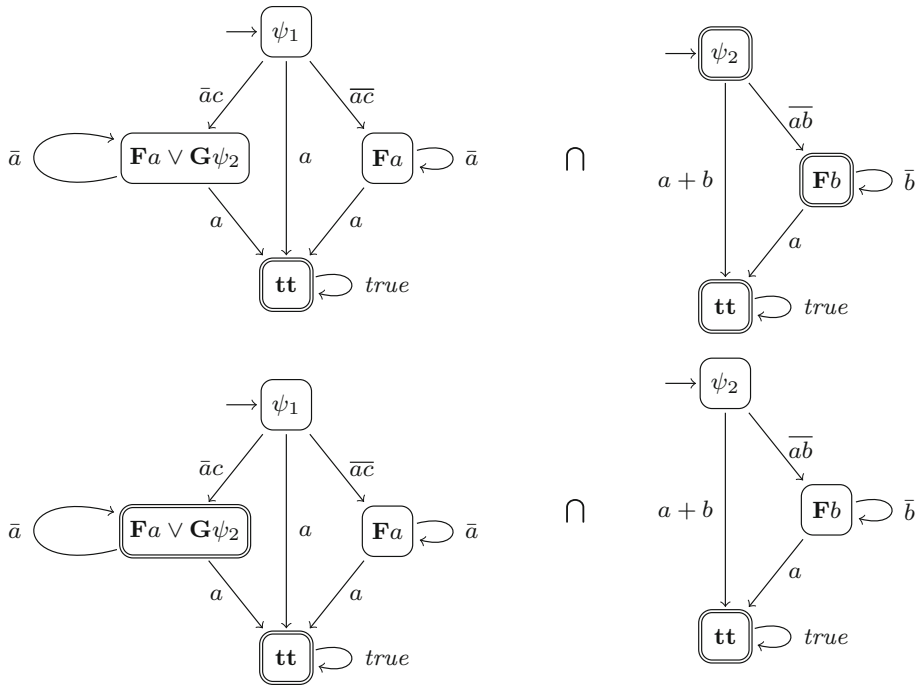 ψ₁
ψ₂
āc
a
\overline{ac}
\overline{ab}
ā
Fa ∨ Gψ₂
Fa
ā
∩
a + b
Fb
b̄
a
a
a
tt
true
tt
true
ψ₁
ψ₂
āc
a
\overline{ac}
\overline{ab}
ā
Fa ∨ Gψ₂
Fa
ā
∩
a + b
Fb
b̄
a
a
a
tt
true
tt
true